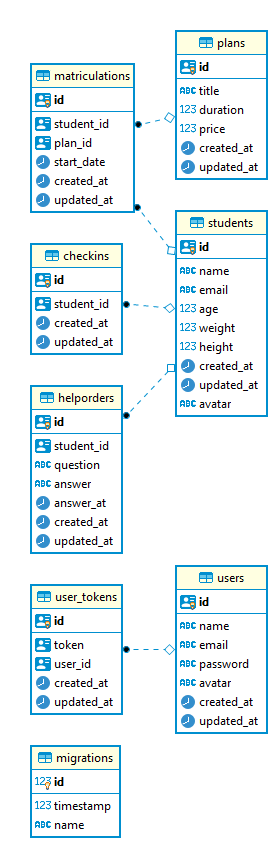 plans
id
ABC title
123 duration
123 price
created_at
updated_at
matriculations
id
student_id
plan_id
start_date
created_at
updated_at
students
id
ABC name
ABC email
123 age
123 weight
123 height
created_at
updated_at
ABC avatar
checkins
id
student_id
created_at
updated_at
helporders
id
student_id
ABC question
ABC answer
answer_at
created_at
updated_at
users
id
ABC name
ABC email
ABC password
ABC avatar
created_at
updated_at
user_tokens
id
token
user_id
created_at
updated_at
migrations
123 id
123 timestamp
ABC name